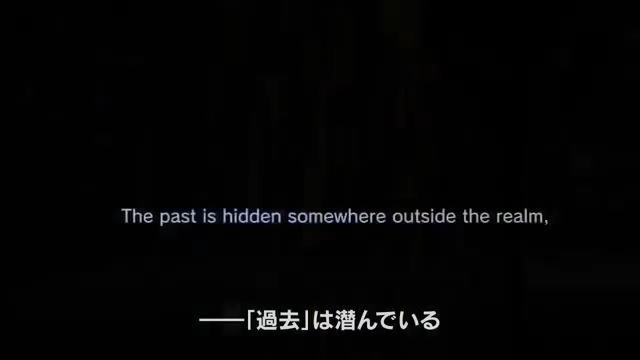 The past is hidden somewhere outside the realm,
——「過去」は潜んでいる